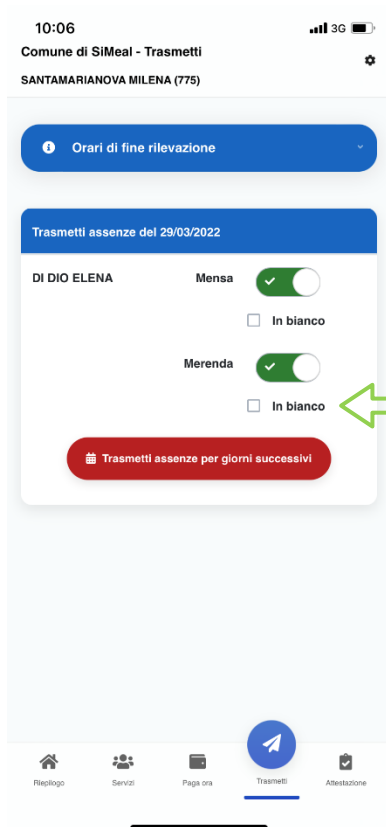 10:06 3G
Comune di SiMeal - Trasmetti
SANTAMARIANOVA MILENA (775)
Orari di fine rilevazione
Trasmetti assenze del 29/03/2022
DI DIO ELENA Mensa
In bianco
Merenda
In bianco
Trasmetti assenze per giorni successivi
Riepilogo Servizi Paga ora Trasmetti Attestazione